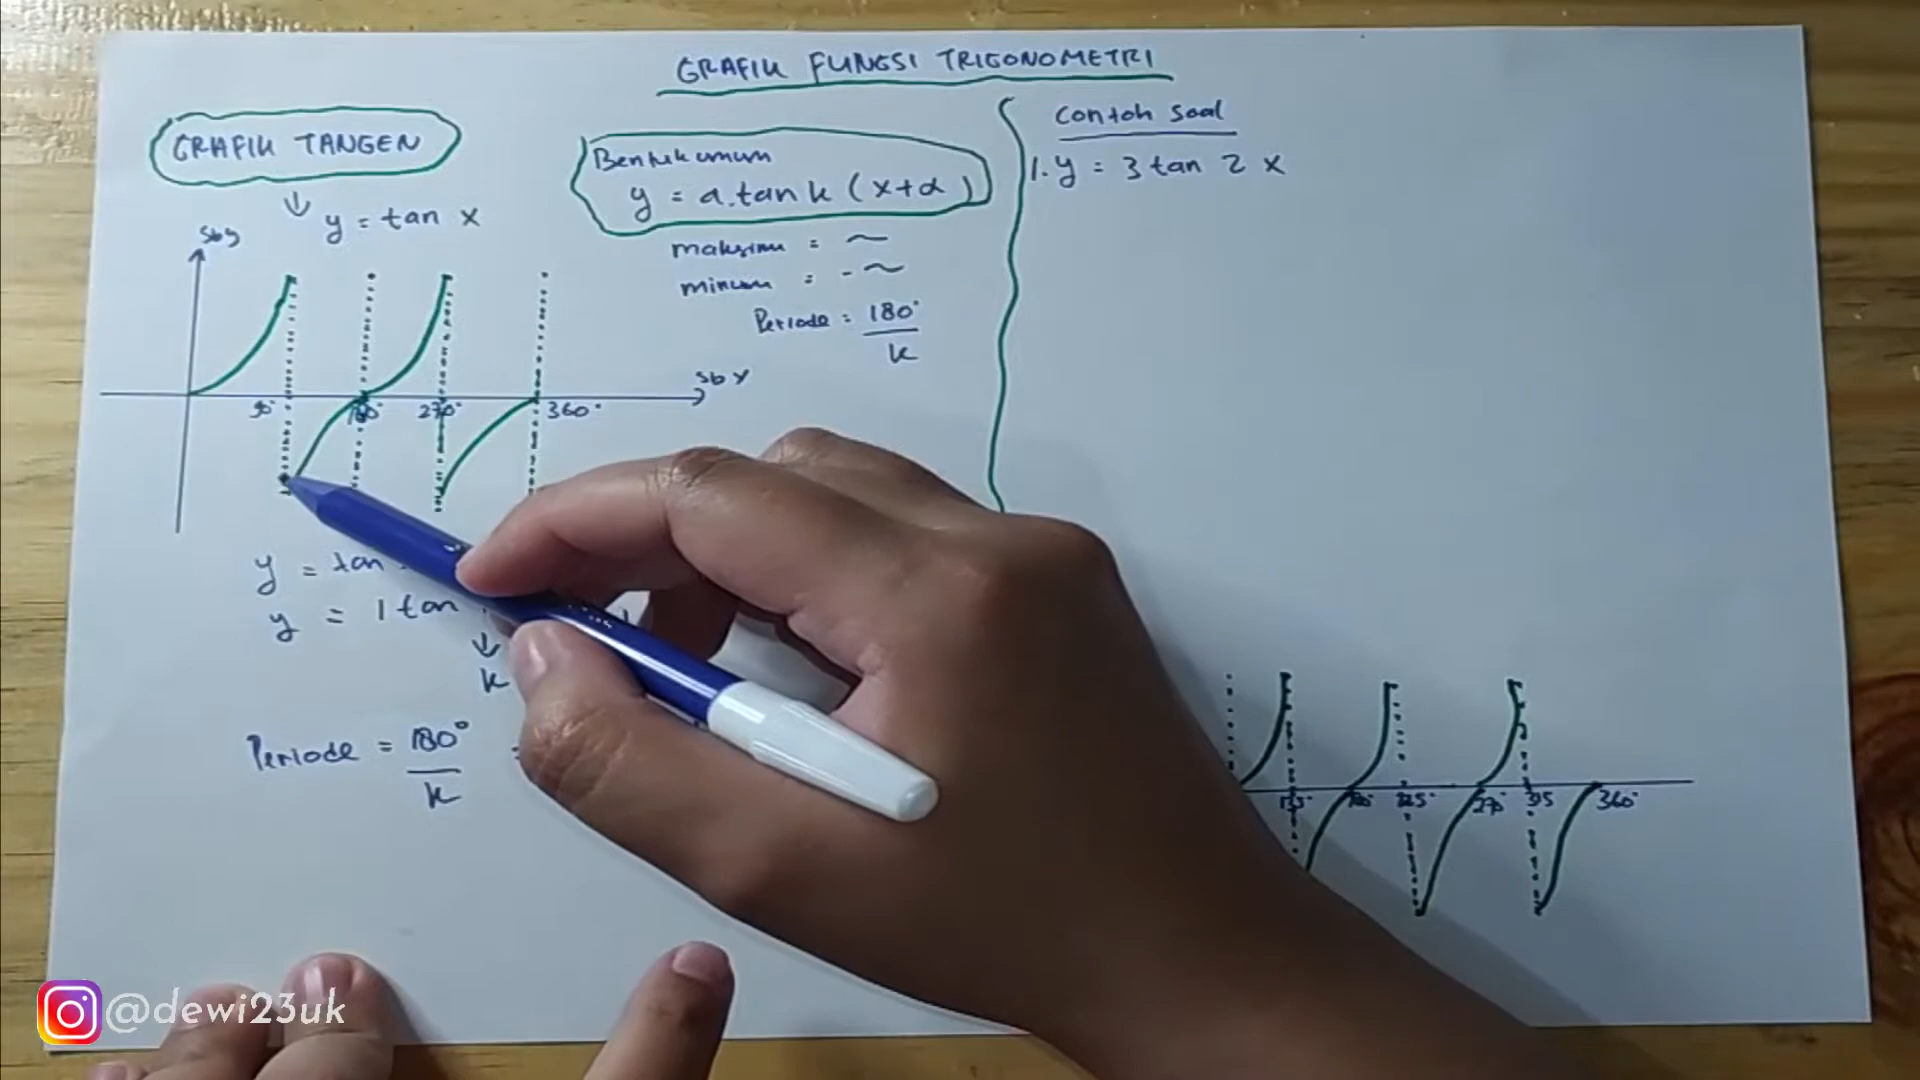 GRAFIK FUNGSI TRIGONOMETRI
GRAFIK TANGEN
y = tan x
sb y
90° 180° 270° 360°
sb x
y = tan
y = 1 tan
k
Periode = 180°
k
Bentuk umum
y = a.tan k (x+α)
maksimu = ~
minimum = -~
Periode = 180°
k
Contoh Soal
1. y = 3 tan 2 x
135° 180° 225° 270° 315 360°
@dewi23uk